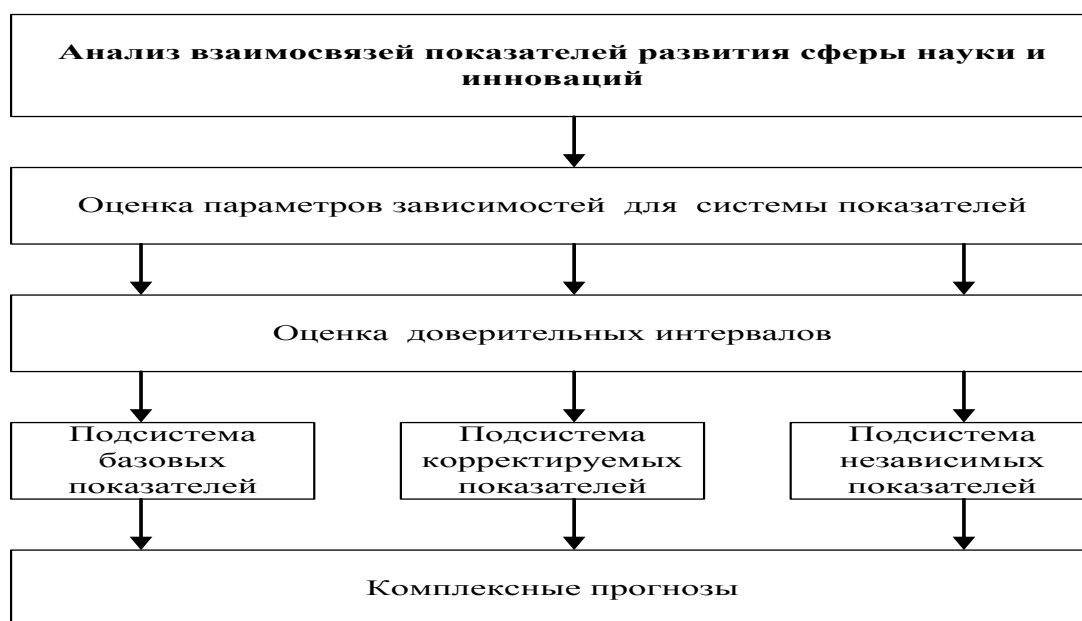 Анализ взаимосвязей показателей развития сферы науки и
инноваций
Оценка параметров зависимостей для системы показателей
Оценка доверительных интервалов
Подсистема
базовых
показателей
Подсистема
корректируемых
показателей
Подсистема
независимых
показателей
Комплексные прогнозы